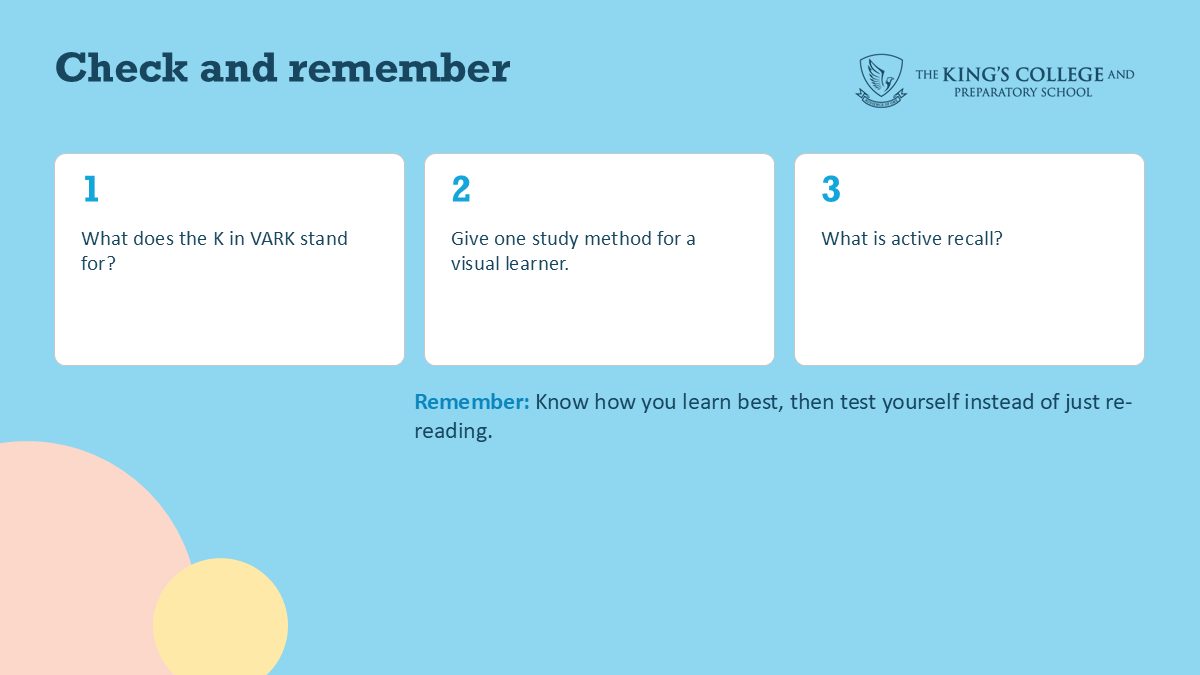 Check and remember
THE KING'S COLLEGE AND
PREPARATORY SCHOOL
1
What does the K in VARK stand
for?
2
Give one study method for a
visual learner.
3
What is active recall?
Remember: Know how you learn best, then test yourself instead of just re-
reading.